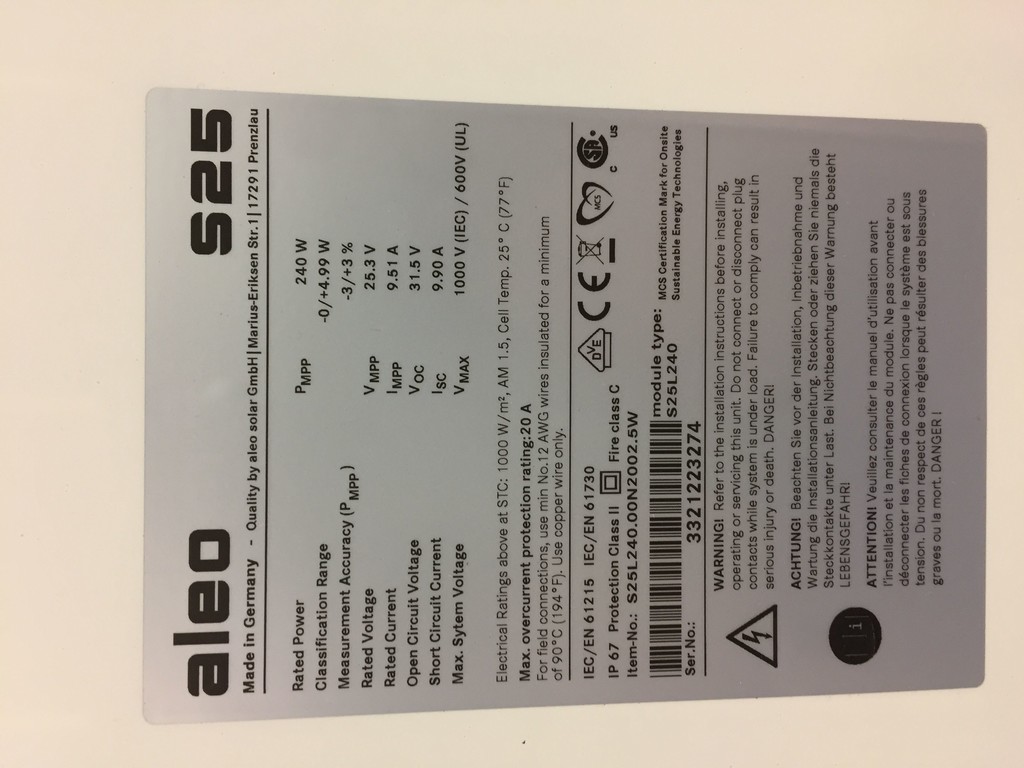 aleo S25
Made in Germany - Quality by aleo solar GmbH|Marius-Eriksen Str.1|17291 Prenzlau
Rated Power PMPP 240 W
Classification Range -0/+4.99 W
Measurement Accuracy (PMPP) -3/+3 %
Rated Voltage VMPP 25.3 V
Rated Current IMPP 9.51 A
Open Circuit Voltage VOC 31.5 V
Short Circuit Current ISC 9.90 A
Max. Sytem Voltage VMAX 1000 V (IEC) / 600V (UL)
Electrical Ratings above at STC: 1000 W/m², AM 1.5, Cell Temp. 25° C (77°F)
Max. overcurrent protection rating:20 A
For field connections, use min No.12 AWG wires insulated for a minimum
of 90°C (194°F). Use copper wire only.
IEC/EN 61215 IEC/EN 61730
IP 67 Protection Class II Fire class C
DVE CE MCS SA C US
Item-No.: S25L240.00N2002.5W
module type:
S25L240
MCS Certification Mark for Onsite
Sustainable Energy Technologies
Ser.No.: 3321223274
WARNING! Refer to the installation instructions before installing,
operating or servicing this unit. Do not connect or disconnect plug
contacts while system is under load. Failure to comply can result in
serious injury or death. DANGER!
ACHTUNG! Beachten Sie vor der Installation, Inbetriebnahme und
Wartung die Installationsanleitung. Stecken oder ziehen Sie niemals die
Steckkontakte unter Last. Bei Nichtbeachtung dieser Warnung besteht
LEBENSGEFAHR!
i
ATTENTION! Veuillez consulter le manuel d'utilisation avant
l'installation et la maintenance du module. Ne pas connecter ou
déconnecter les fiches de connexion lorsque le système est sous
tension. Du non respect de ces règles peut résulter des blessures
graves ou la mort. DANGER !